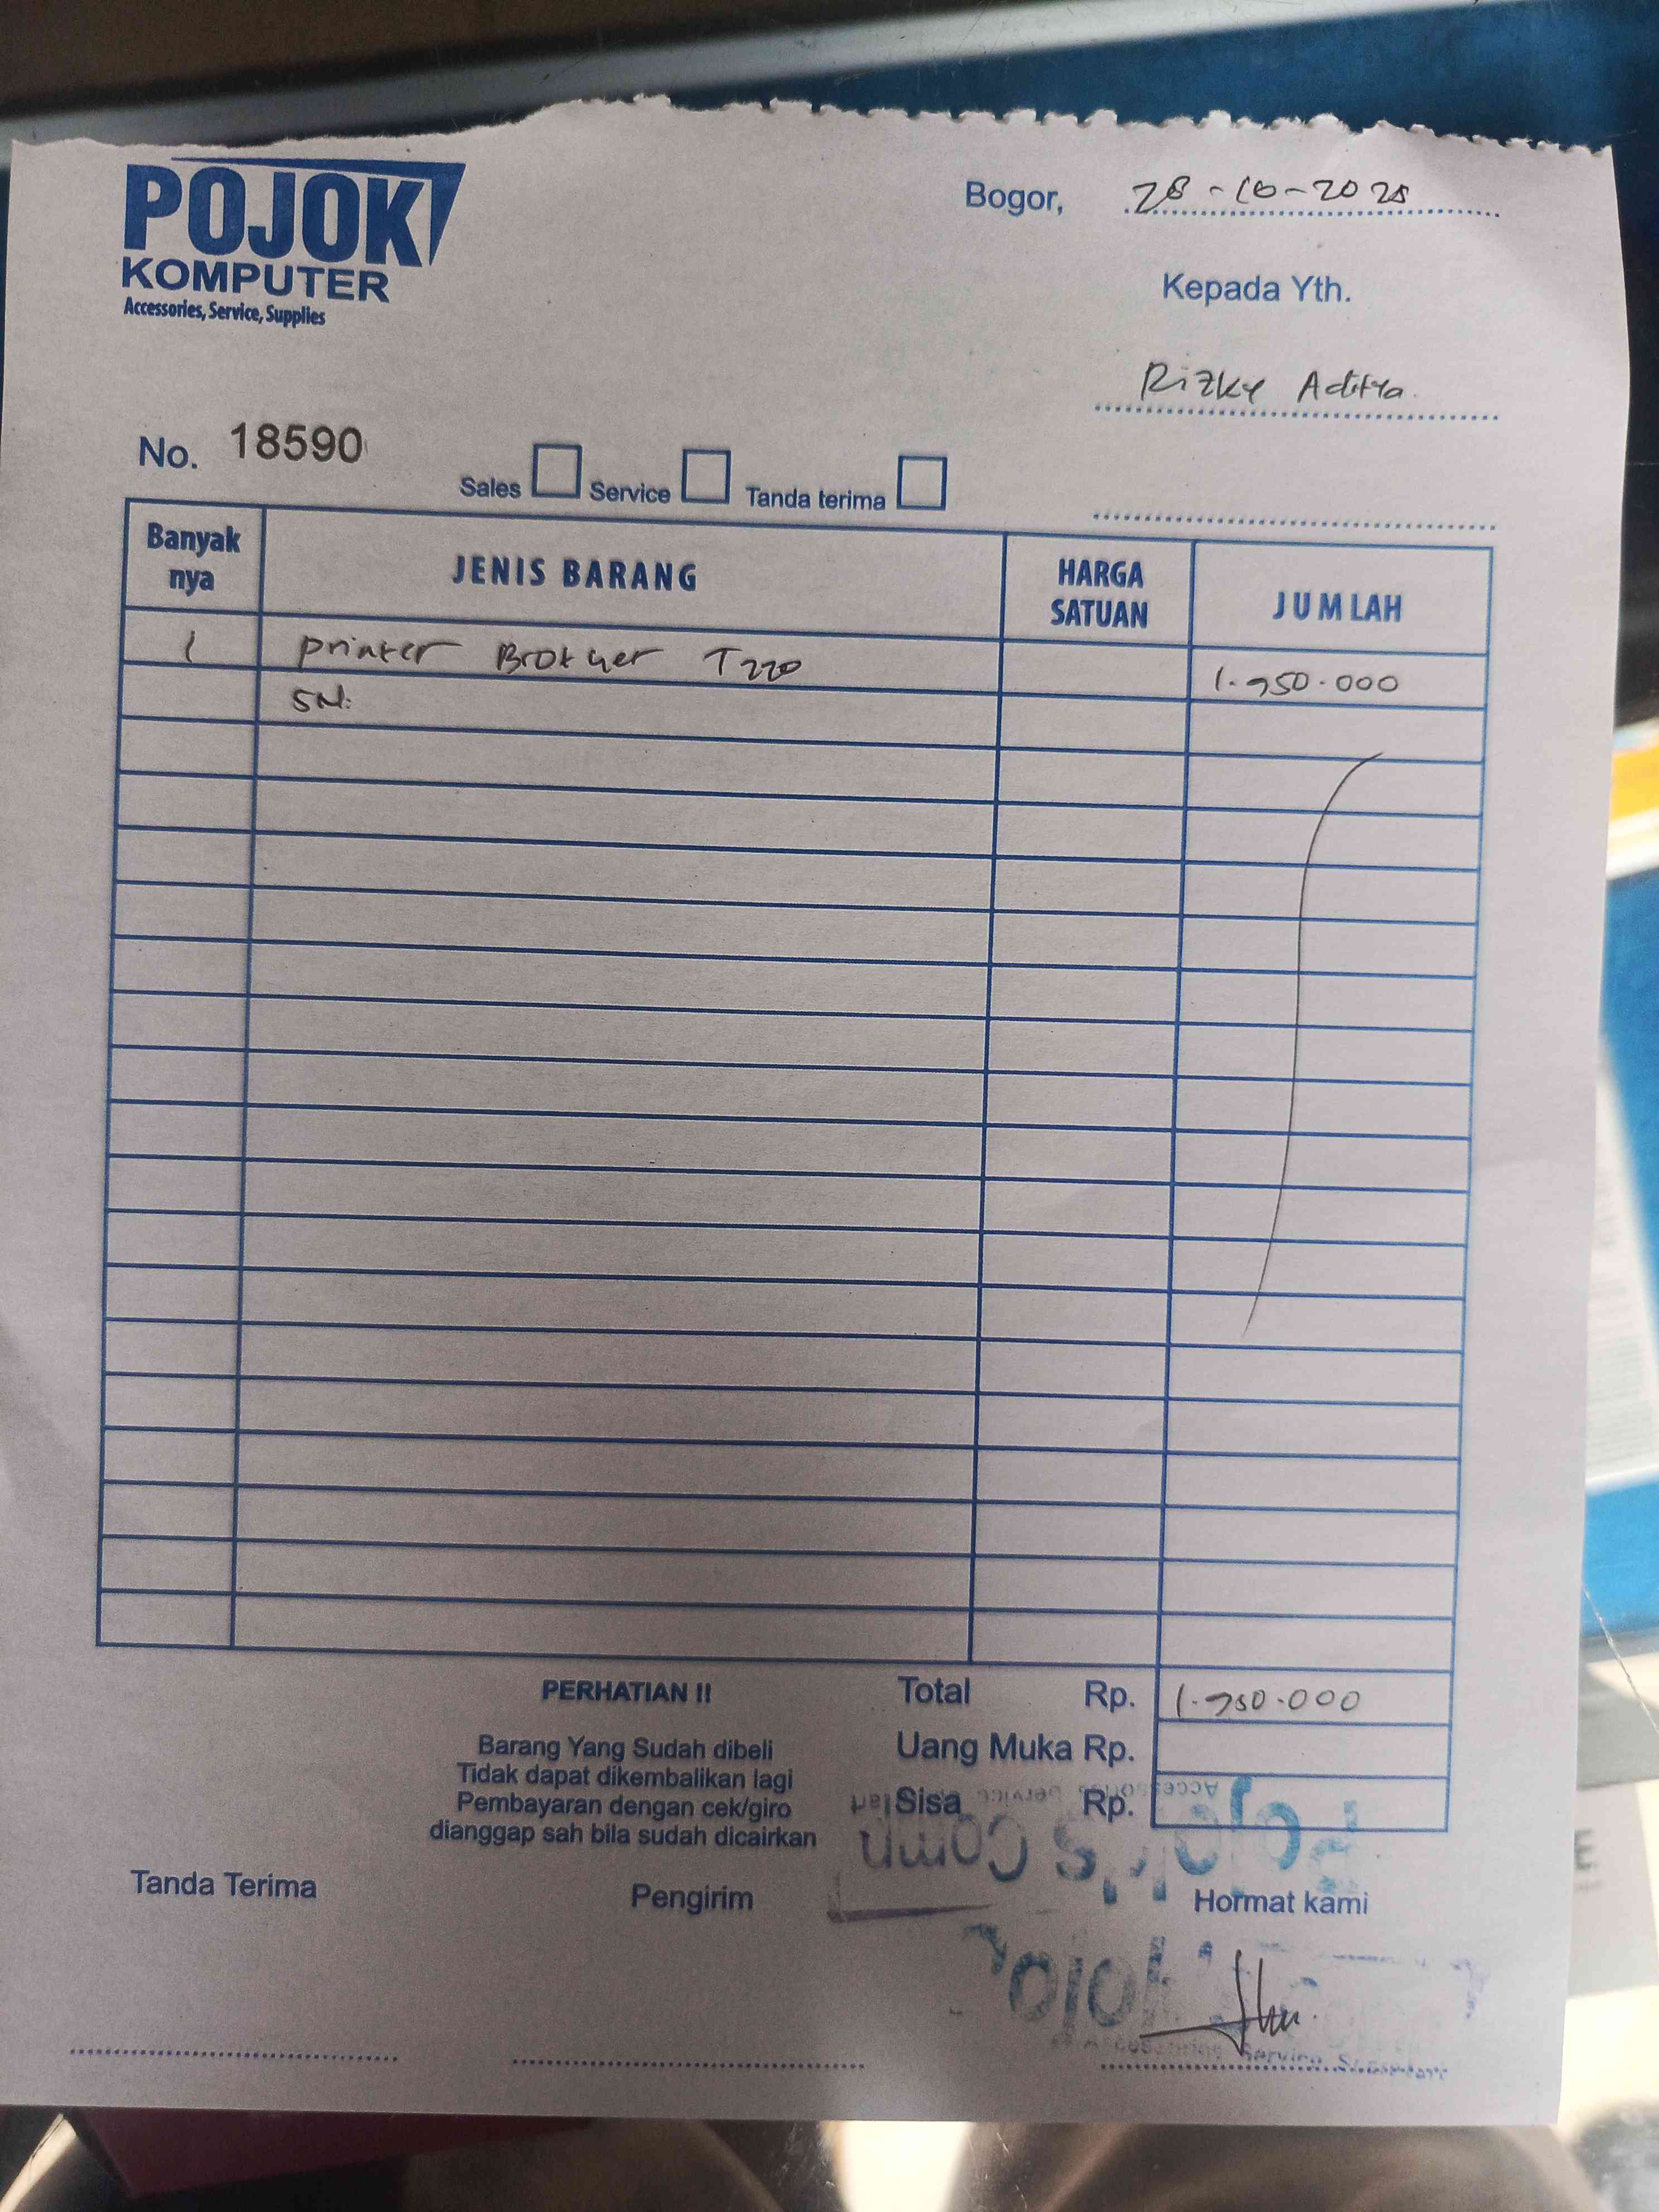 POJOK
KOMPUTER
Accessories, Service, Supplies
Bogor, 28-10-2025
Kepada Yth.
Rizky Aditya.
No. 18590
Sales Service Tanda terima
Banyak nya JENIS BARANG HARGA SATUAN JUMLAH
1 Printer Brother T220 1.950.000
SN:
PERHATIAN !!
Barang Yang Sudah dibeli
Tidak dapat dikembalikan lagi
Pembayaran dengan cek/giro
dianggap sah bila sudah dicairkan
Total Rp. 1.950.000
Uang Muka Rp.
Sisa Rp.
Tanda Terima Pengirim Hormat kami